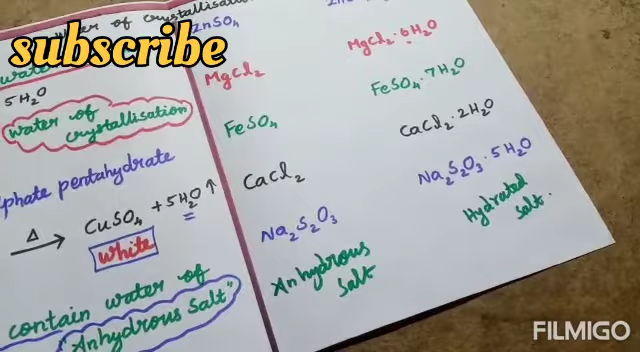 subscribe
water of crystallisation
5H₂O
water of
crystallisation
phate pentahydrate
Δ → CuSO₄ + 5H₂O ↑
white
contain water of
"Anhydrous Salt"
ZnSO₄
MgCl₂ MgCl₂·6H₂O
FeSO₄ FeSO₄·7H₂O
CaCl₂ CaCl₂·2H₂O
Na₂S₂O₃ Na₂S₂O₃·5H₂O
Anhydrous Hydrated
Salt Salt.
FILMIGO